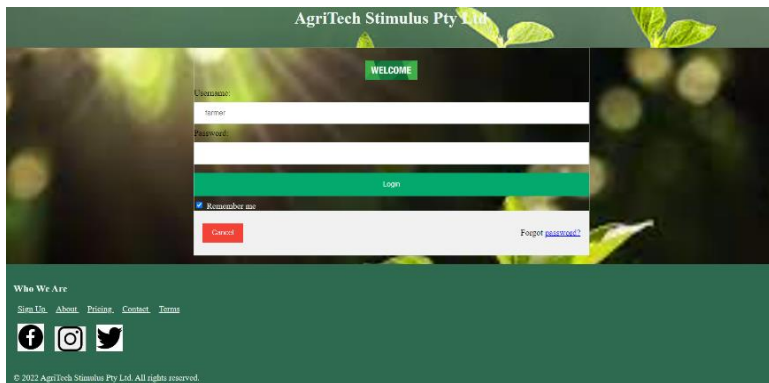 AgriTech Stimulus Pty Ltd
WELCOME
Username:
farmer
Password:
Login
Remember me
Cancel
Forgot password?
Who We Are
Sign Up About Pricing Contact Terms
© 2022 AgriTech Stimulus Pty Ltd. All rights reserved.